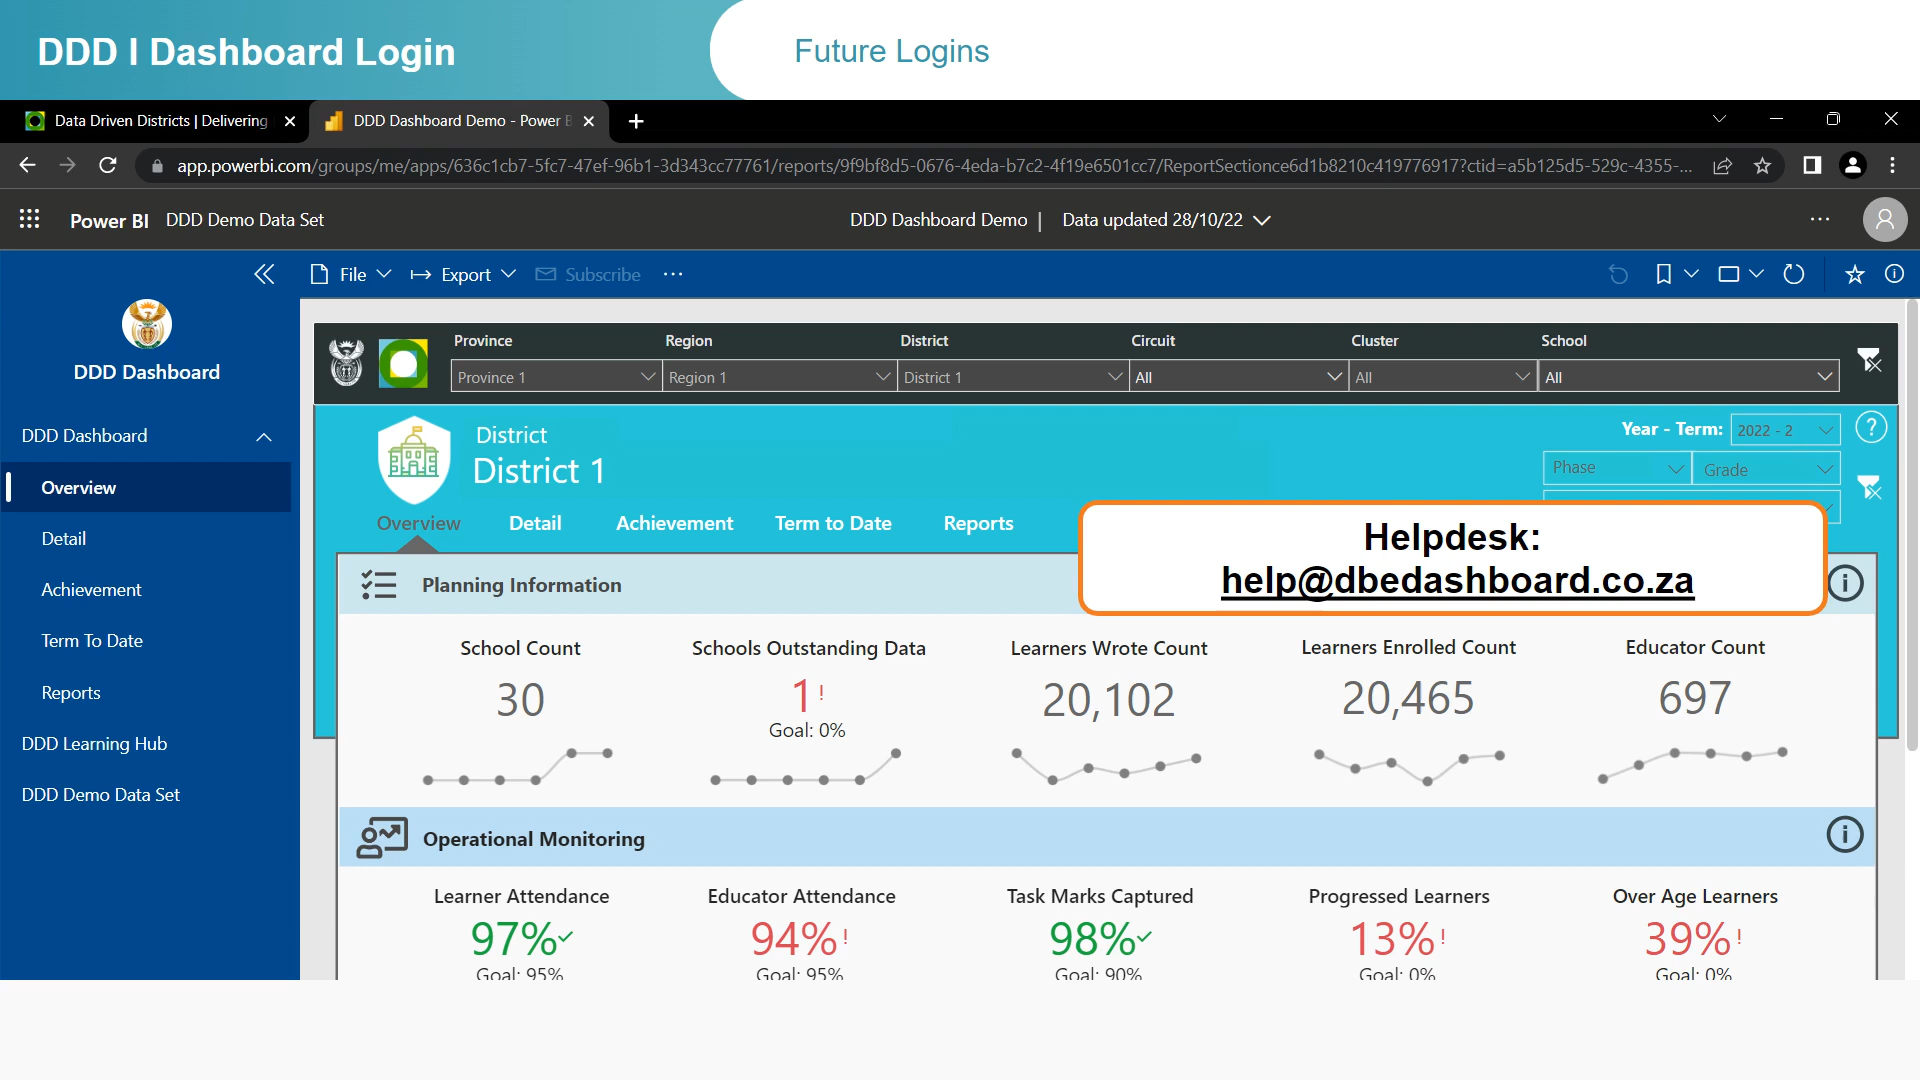 DDD I Dashboard Login
Future Logins
Data Driven Districts | Delivering
DDD Dashboard Demo - Power B
app.powerbi.com/groups/me/apps/636c1cb7-5fc7-47ef-96b1-3d343cc77761/reports/9f9bf8d5-0676-4eda-b7c2-4f19e6501cc7/ReportSectionce6d1b8210c419776917?ctid=a5b125d5-529c-4355-...
Power BI DDD Demo Data Set
DDD Dashboard Demo | Data updated 28/10/22
File
Export
Subscribe
DDD Dashboard
DDD Dashboard
Overview
Detail
Achievement
Term To Date
Reports
DDD Learning Hub
DDD Demo Data Set
Province Region District Circuit Cluster School
Province 1 Region 1 District 1 All All All
District
District 1
Year - Term: 2022 - 2
Phase Grade
Overview Detail Achievement Term to Date Reports
Helpdesk:
help@dbedashboard.co.za
Planning Information
School Count Schools Outstanding Data Learners Wrote Count Learners Enrolled Count Educator Count
30 1! 20,102 20,465 697
Goal: 0%
Operational Monitoring
Learner Attendance Educator Attendance Task Marks Captured Progressed Learners Over Age Learners
97% 94%! 98% 13%! 39%!
Goal: 95% Goal: 95% Goal: 90% Goal: 0% Goal: 0%